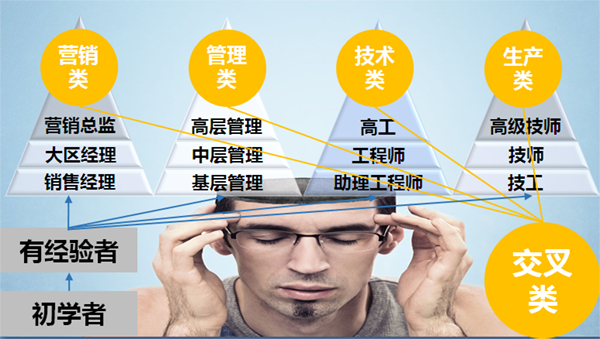 营销
类
管理
类
技术
类
生产
类
营销总监
高层管理
高工
高级技师
大区经理
中层管理
工程师
技师
销售经理
基层管理
助理工程师
技工
有经验者
初学者
交叉
类